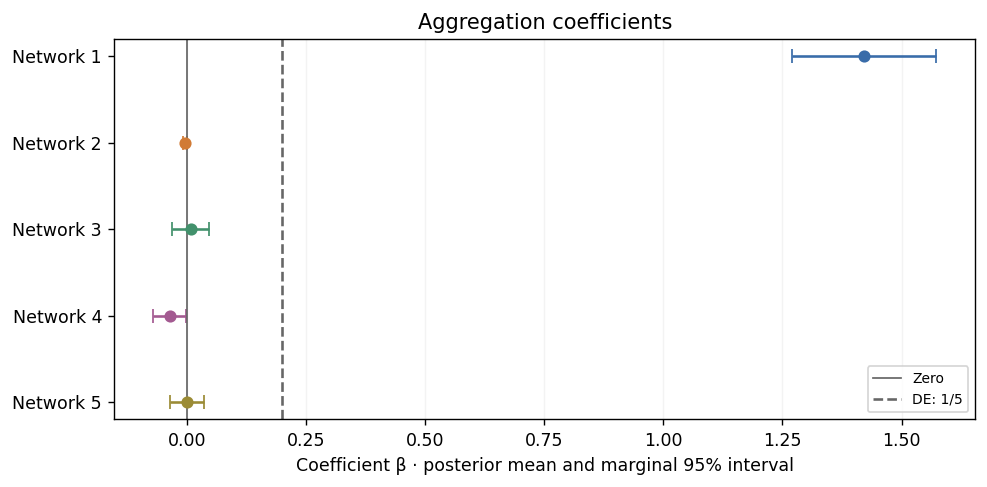 Aggregation coefficients
Network 1
Network 2
Network 3
Network 4
Network 5
Zero
DE: 1/5
0.00 0.25 0.50 0.75 1.00 1.25 1.50
Coefficient β · posterior mean and marginal 95% interval